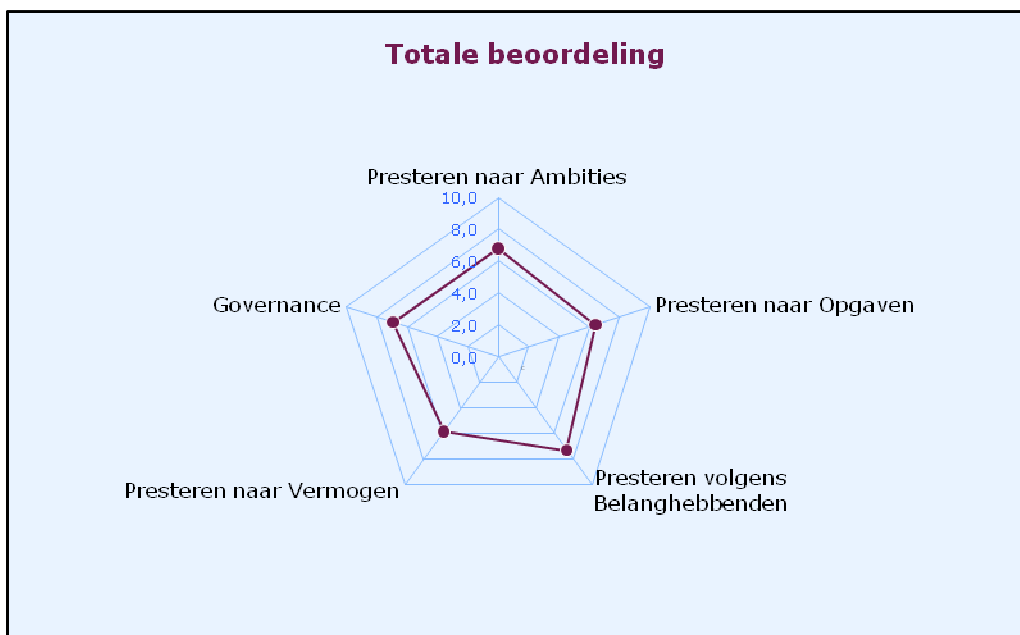 Totale beoordeling
Presteren naar Ambities
10,0
8,0
6,0
4,0
2,0
0,0
Governance
Presteren naar Opgaven
Presteren volgens
Belanghebbenden
Presteren naar Vermogen